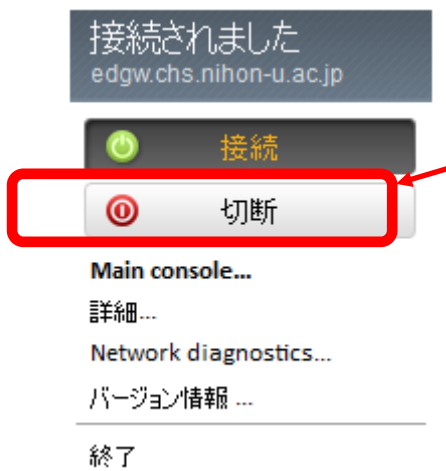 接続されました
edgw.chs.nihon-u.ac.jp
接続
切断
Main console...
詳細...
Network diagnostics...
バージョン情報 ...
終了